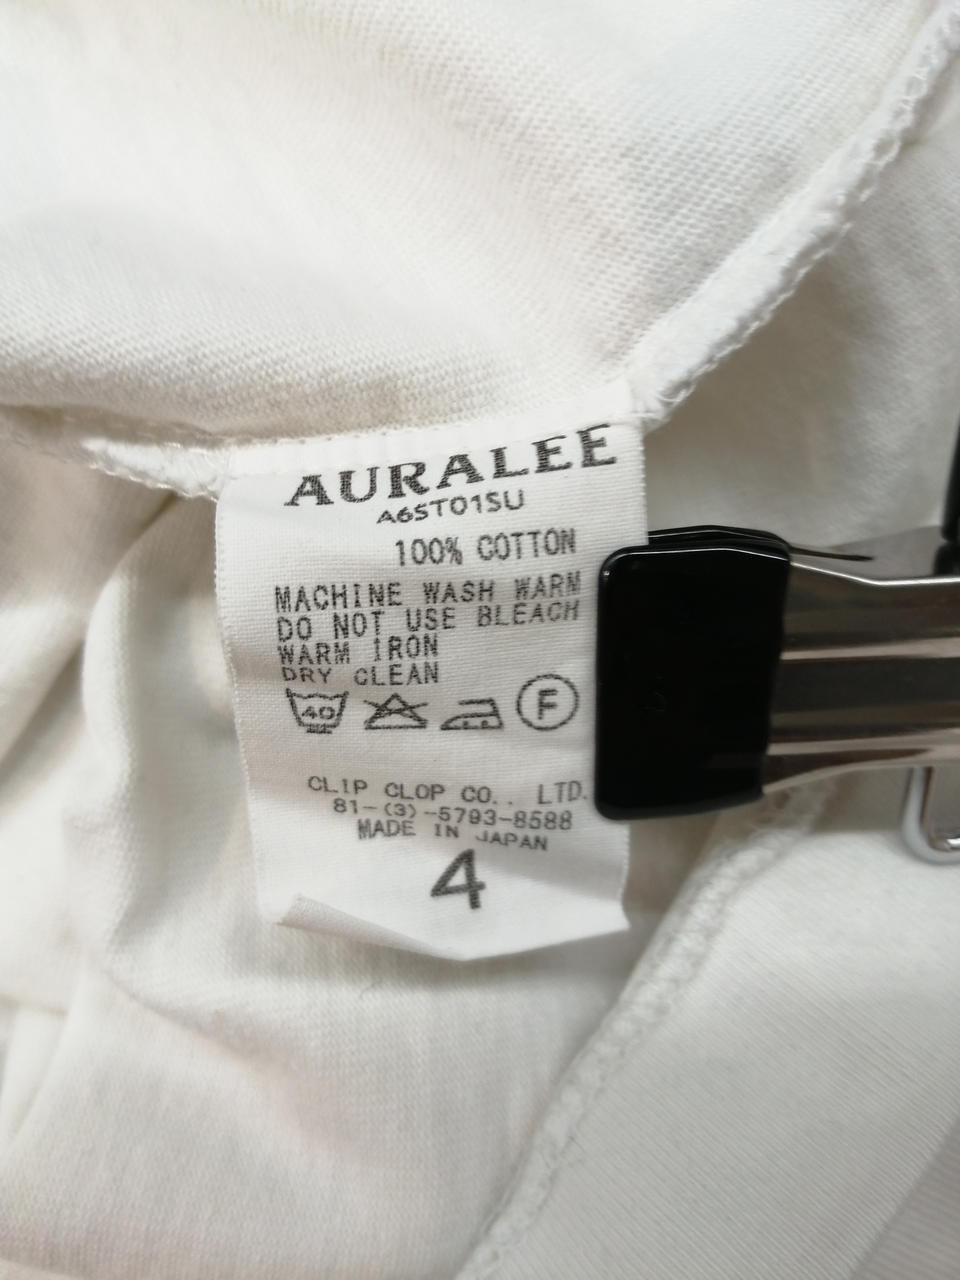 AURALEE
A6ST01SU
100% COTTON
MACHINE WASH WARM
DO NOT USE BLEACH
WARM IRON
DRY CLEAN
40 F
CLIP CLOP CO., LTD.
81-(3)-5793-8588
MADE IN JAPAN
4